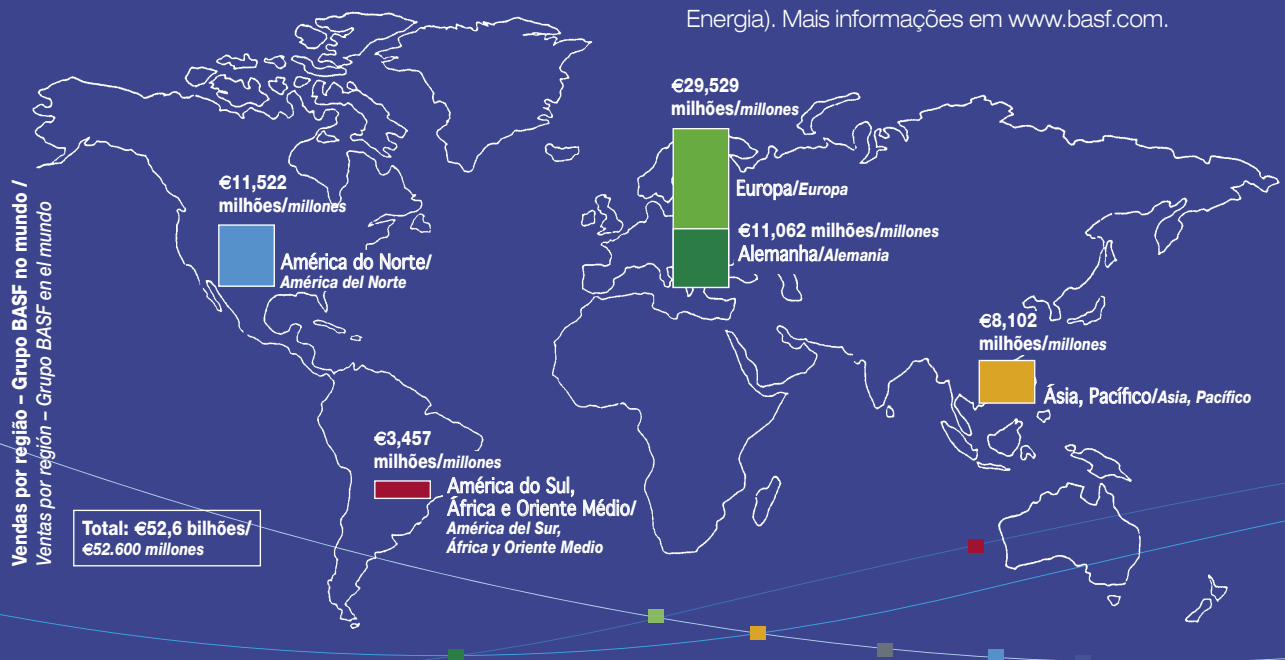 Energia). Mais informações em www.basf.com.
Vendas por região – Grupo BASF no mundo /
Ventas por región – Grupo BASF en el mundo
€29,529
milhões/millones
Europa/Europa
€11,062 milhões/millones
Alemanha/Alemania
€11,522
milhões/millones
América do Norte/
América del Norte
€8,102
milhões/millones
Ásia, Pacífico/Asia, Pacífico
€3,457
milhões/millones
América do Sul,
África e Oriente Médio/
América del Sur,
África y Oriente Medio
Total: €52,6 bilhões/
€52.600 millones